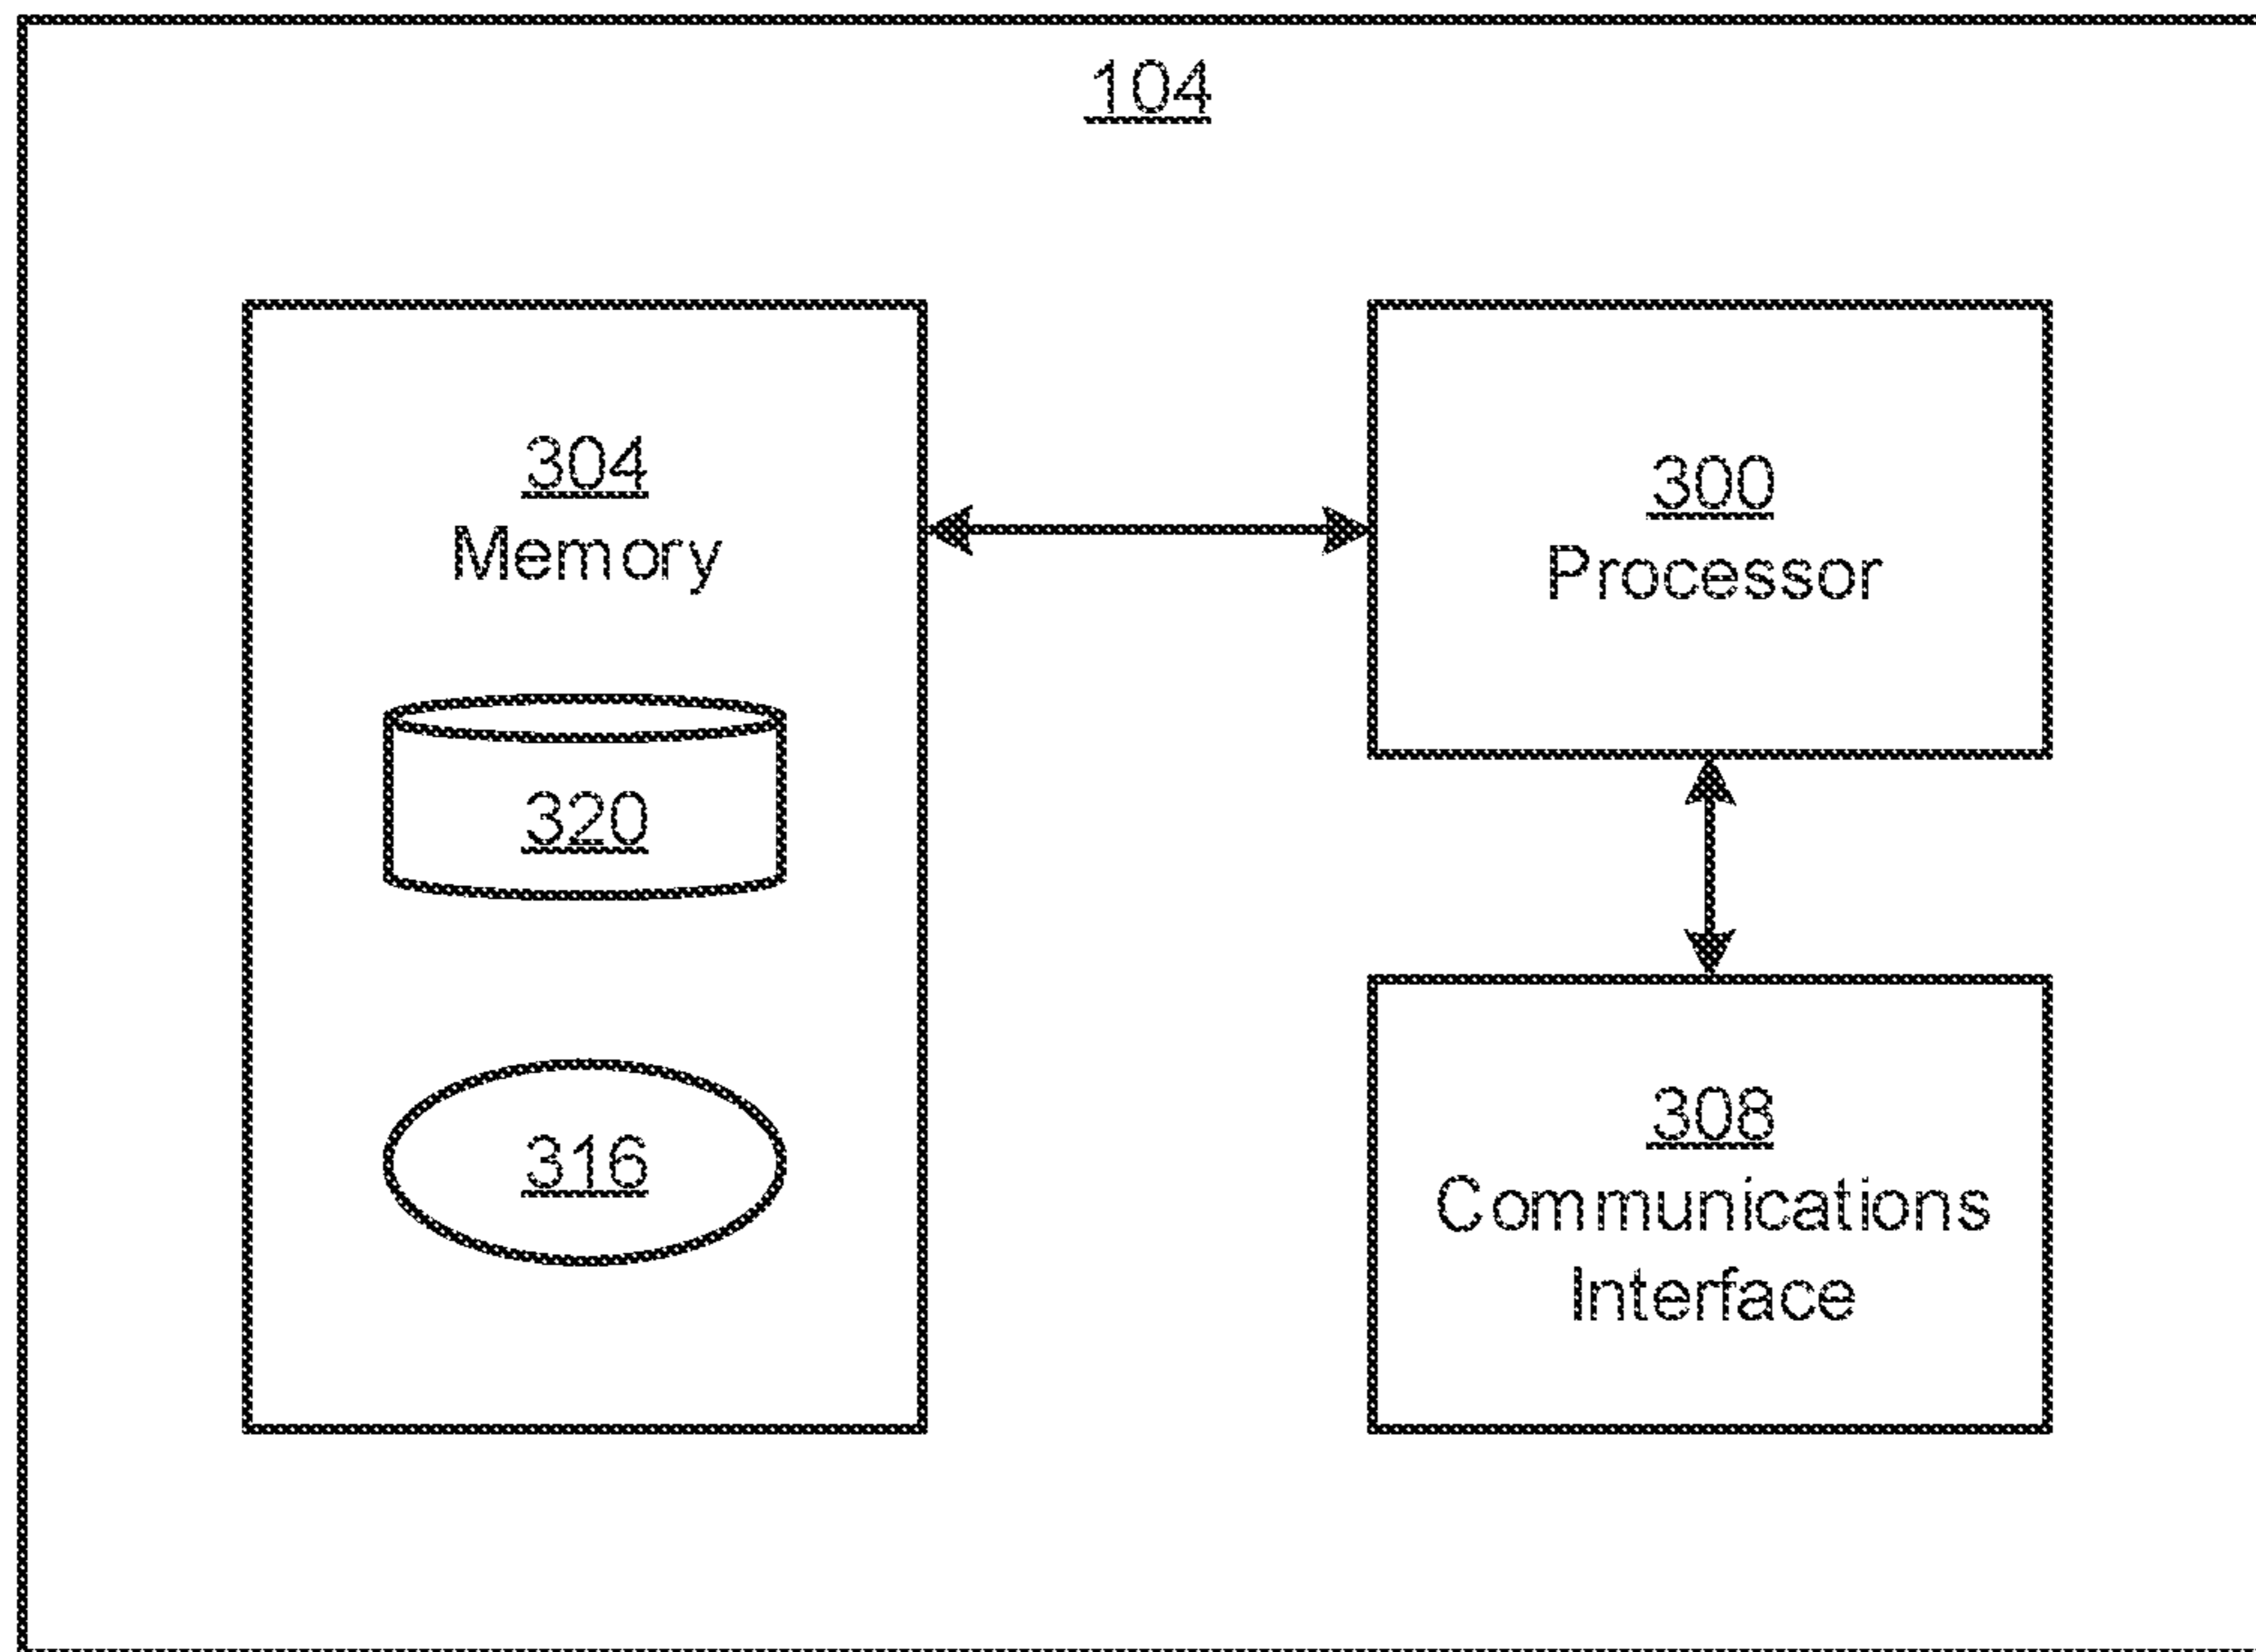 104
304
Memory
320
316
300
Processor
308
Communications
Interface